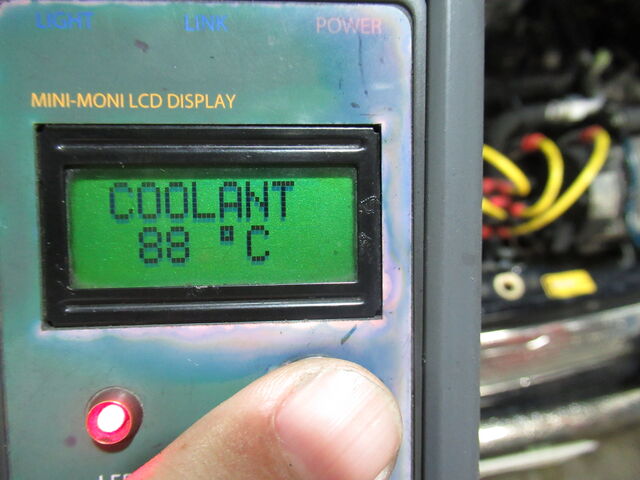 LIGHT LINK POWER
MINI-MONI LCD DISPLAY
COOLANT
88 °C